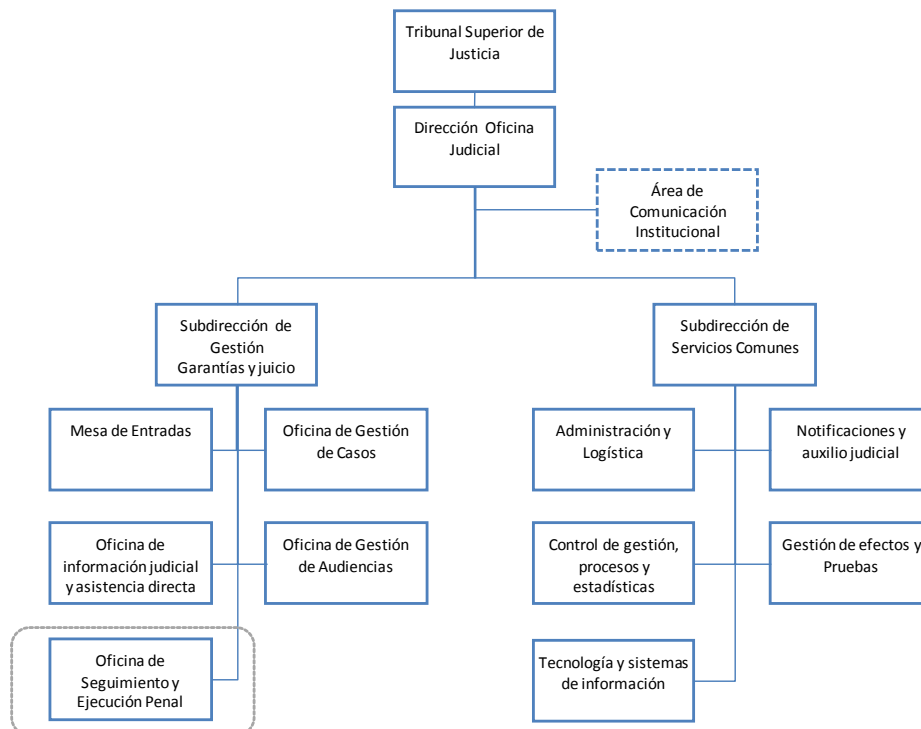 Tribunal Superior de
Justicia
Dirección Oficina
Judicial
Área de
Comunicación
Institucional
Subdirección de
Gestión
Garantías y juicio
Subdirección de
Servicios Comunes
Mesa de Entradas
Oficina de Gestión
de Casos
Administración y
Logística
Notificaciones y
auxilio judicial
Oficina de
información judicial
y asistencia directa
Oficina de Gestión
de Audiencias
Control de gestión,
procesos y
estadísticas
Gestión de efectos y
Pruebas
Oficina de
Seguimiento y
Ejecución Penal
Tecnología y sistemas
de información